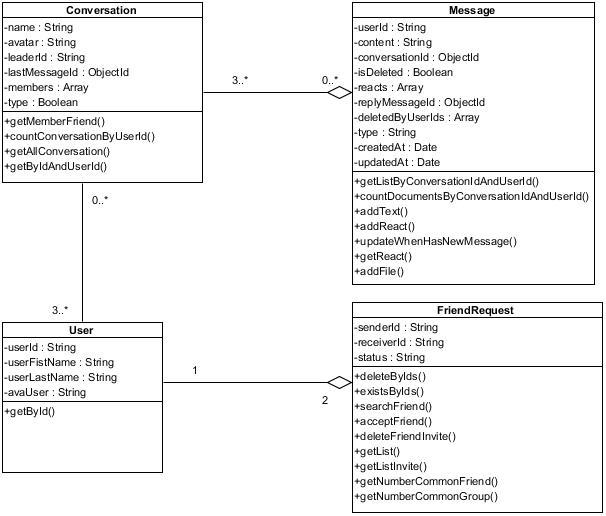 Conversation
-name : String
-avatar : String
-leaderId : String
-lastMessageId : ObjectId
-members : Array
-type : Boolean
+getMemberFriend()
+countConversationByUserId()
+getAllConversation()
+getByIdAndUserId()
3..*
0..*
Message
-userId : String
-content : String
-conversationId : ObjectId
-isDeleted : Boolean
-reacts : Array
-replyMessageId : ObjectId
-deletedByUserIds : Array
-type : String
-createdAt : Date
-updatedAt : Date
+getListByConversationIdAndUserId()
+countDocumentsByConversationIdAndUserId()
+addText()
+addReact()
+updateWhenHasNewMessage()
+getReact()
+addFile()
0..*
3..*
User
-userId : String
-userFistName : String
-userLastName : String
-avaUser : String
+getById()
1
2
FriendRequest
-senderId : String
-receiverId : String
-status : String
+deleteByIds()
+existsByIds()
+searchFriend()
+acceptFriend()
+deleteFriendInvite()
+getList()
+getListInvite()
+getNumberCommonFriend()
+getNumberCommonGroup()